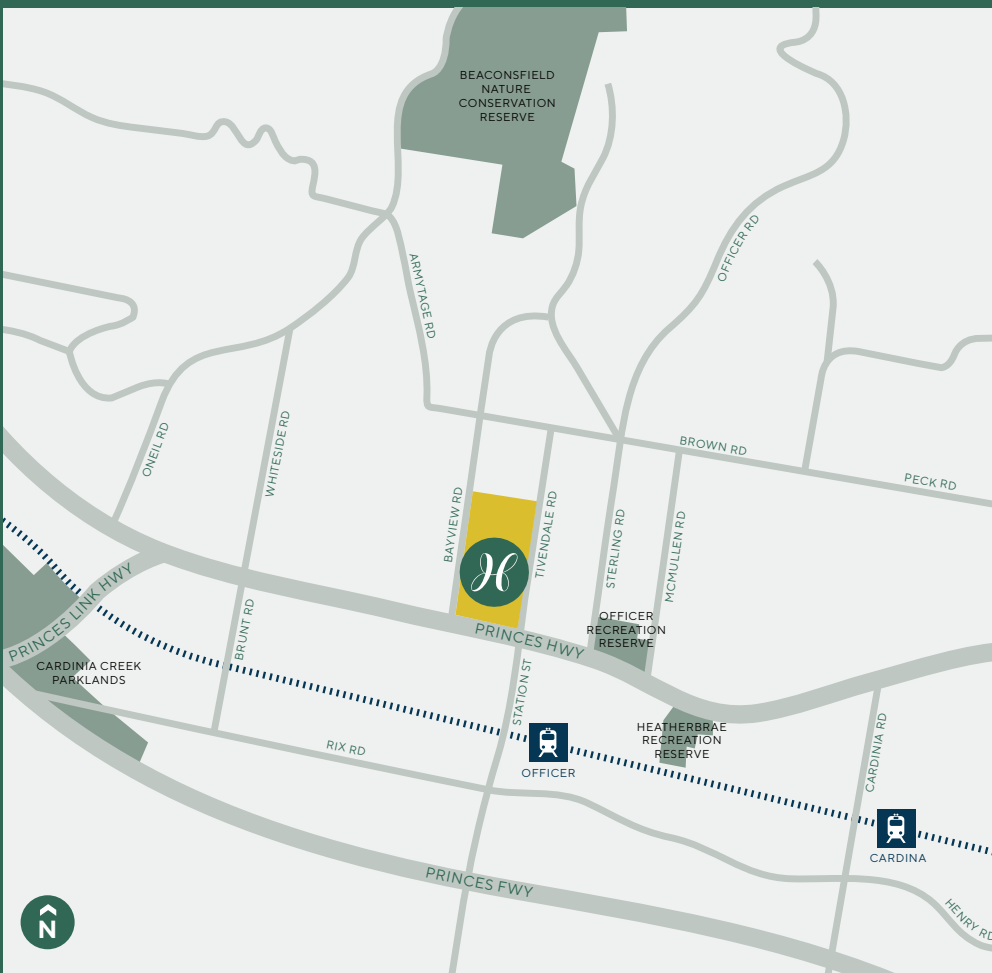 BEACONSFIELD
NATURE
CONSERVATION
RESERVE
OFFICER RD
ARMYTAGE RD
ONEIL RD
WHITESIDE RD
BROWN RD
PECK RD
BAYVIEW RD
TIVENDALE RD
STERLING RD
MCMULLEN RD
H
PRINCES LINK HWY
PRINCES HWY
OFFICER
RECREATION
RESERVE
BRUNT RD
CARDINIA CREEK
PARKLANDS
STATION ST
HEATHERBRAE
RECREATION
RESERVE
RIX RD
OFFICER
CARDINIA RD
CARDINA
PRINCES FWY
HENRY RD
N